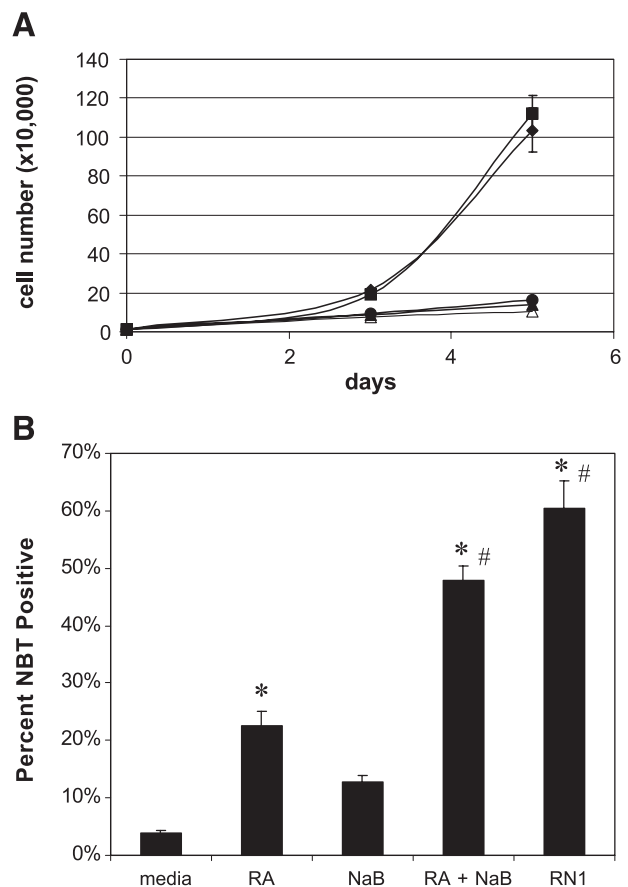 A
cell number (x10,000)
140
120
100
80
60
40
20
0
0 2 4 6
days
B
Percent NBT Positive
70%
60%
50%
40%
30%
20%
10%
0%
*
* #
* #
media RA NaB RA + NaB RN1